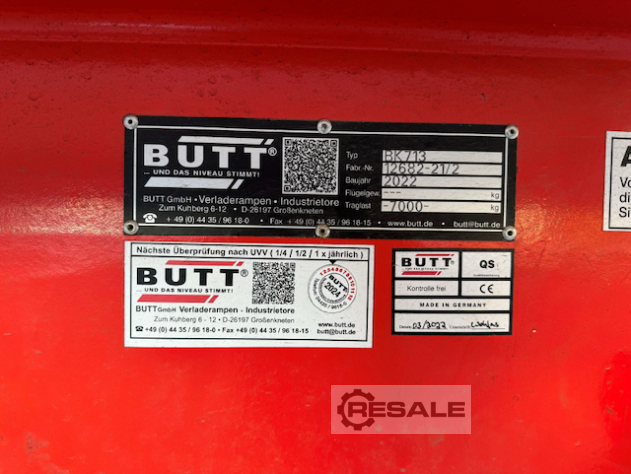 BUTT®
... UND DAS NIVEAU STIMMT!
BUTT GmbH • Verladerampen • Industrietore
Zum Kuhberg 6-12 • D-26197 Großenkneten
☎ + 49 (0) 44 35 / 96 18-0 • Fax +49 (0) 44 35 / 96 18-15 • www.butt.de • butt@butt.de
Typ BK713
Fabr.-Nr. 12682-21/2
Baujahr 2022
Flügelgew. --- kg
Traglast -7000- kg
Nächste Überprüfung nach UVV ( 1/4 / 1/2 / 1 x jährlich )
BUTT®
... UND DAS NIVEAU STIMMT!
BUTT GmbH Verladerampen - Industrietore
Zum Kuhberg 6 - 12 • D-26197 Großenkneten
☎ +49 (0) 44 35 / 96 18-0 • Fax +49 (0) 44 35 / 96 18-15
www.butt.de
butt@butt.de
BUTT
2024
BUTT®
QS
Kontrolle frei
CE
MADE IN GERMANY
03/2022
A
Vo
di
Si
RESALE